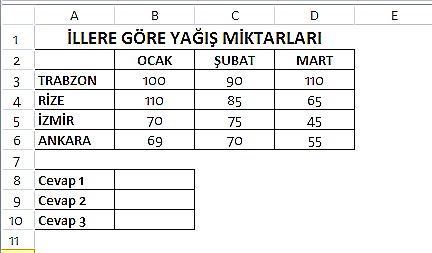 A B C D E
1 İLLERE GÖRE YAĞIŞ MİKTARLARI
2 OCAK ŞUBAT MART
3 TRABZON 100 90 110
4 RİZE 110 85 65
5 İZMİR 70 75 45
6 ANKARA 69 70 55
7
8 Cevap 1
9 Cevap 2
10 Cevap 3
11